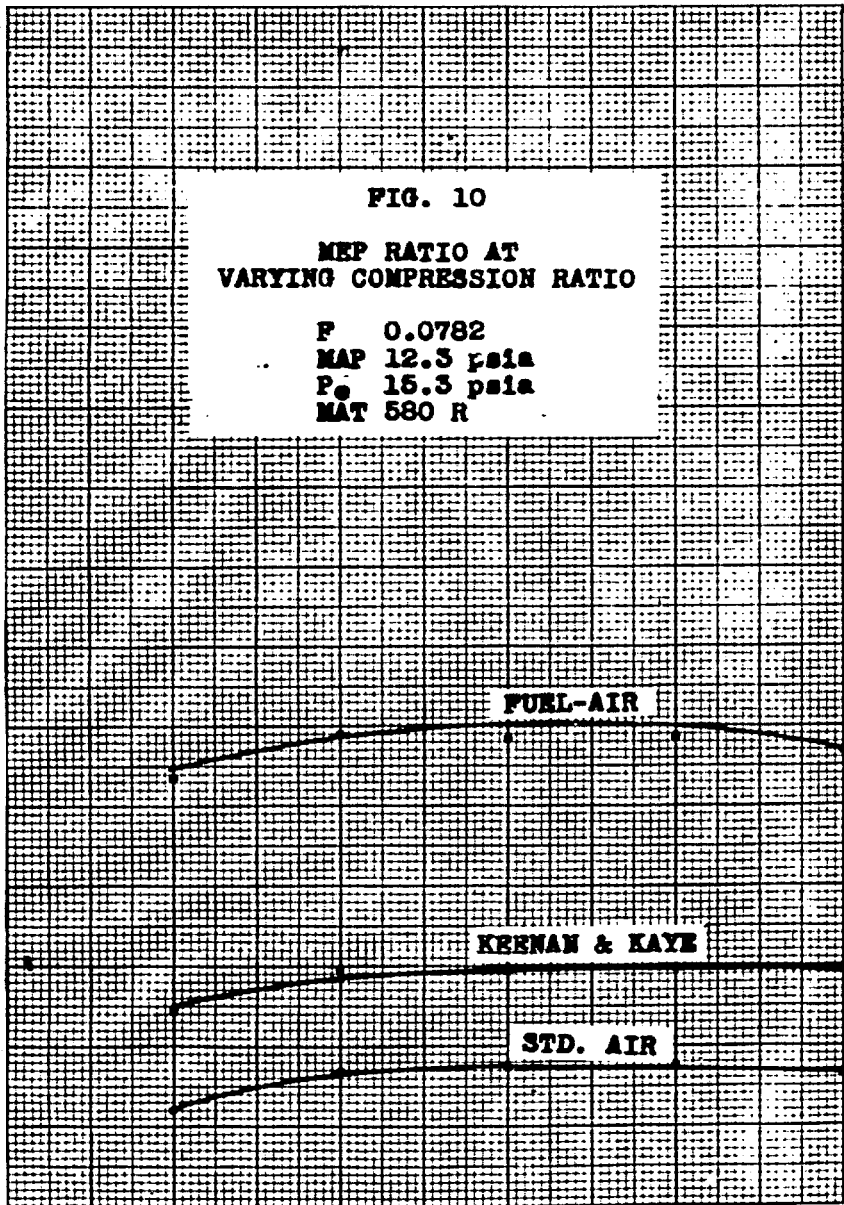 FIG. 10
MEP RATIO AT
VARYING COMPRESSION RATIO
F 0.0782
MAP 12.3 psia
Pe 15.3 psia
MAT 580 R
FUEL-AIR
KEENAN & KAYE
STD. AIR